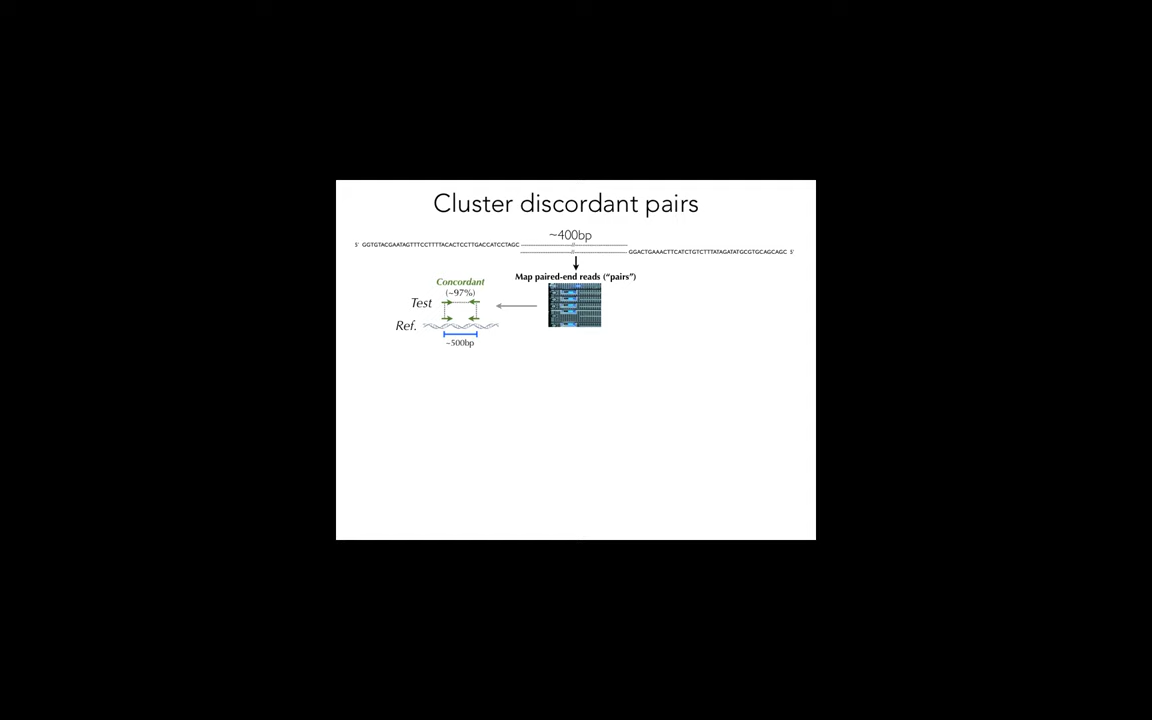 Cluster discordant pairs
~400bp
5' GGTGTACGAATAGTTTCCTTTTACACTCCTTGACCATCCTAGC
GGACTGAAACTTCATCTGTCTTTATAGATATGCGTGCAGCAGC 5'
Map paired-end reads (“pairs”)
Concordant
(~97%)
Test
Ref.
~500bp